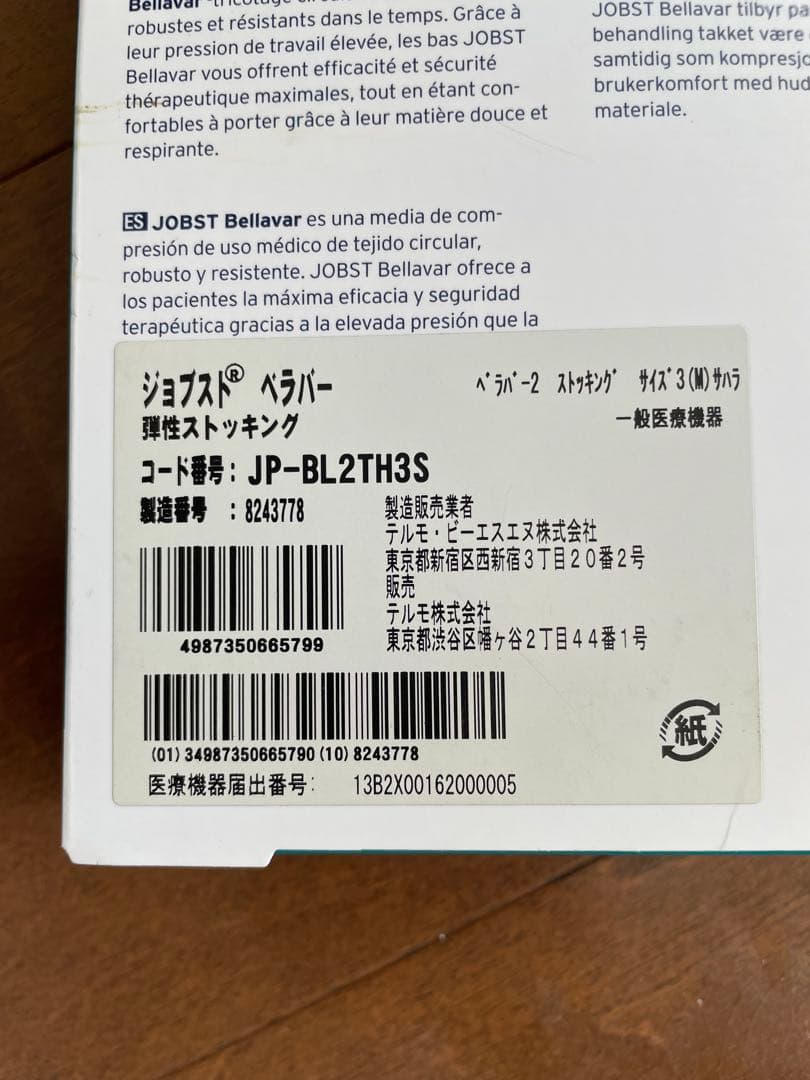 Bellavar -tricotage
robustes et résistants dans le temps. Grâce à
leur pression de travail élevée, les bas JOBST
Bellavar vous offrent efficacité et sécurité
thérapeutique maximales, tout en étant con-
fortables à porter grâce à leur matière douce et
respirante.
JOBST Bellavar tilbyr
behandling takket være
samtidig som
brukerkomfort med
materiale.
ES JOBST Bellavar es una media de com-
presión de uso médico de tejido circular,
robusto y resistente. JOBST Bellavar ofrece a
los pacientes la máxima eficacia y seguridad
terapéutica gracias a la elevada presión que la
ジョブスト® ベラバー
弾性ストッキング
ﾍﾞﾗﾊﾞｰ2 ｽﾄｯｷﾝｸﾞ ｻｲｽﾞ3(M)ｻﾊﾗ
一般医療機器
コード番号: JP-BL2TH3S
製造番号 : 8243778
4987350665799
製造販売業者
テルモ・ビーエスエヌ株式会社
東京都新宿区西新宿３丁目２０番２号
販売
テルモ株式会社
東京都渋谷区幡ヶ谷２丁目４４番１号
(01)34987350665790(10)8243778
医療機器届出番号: 13B2X00162000005
紙